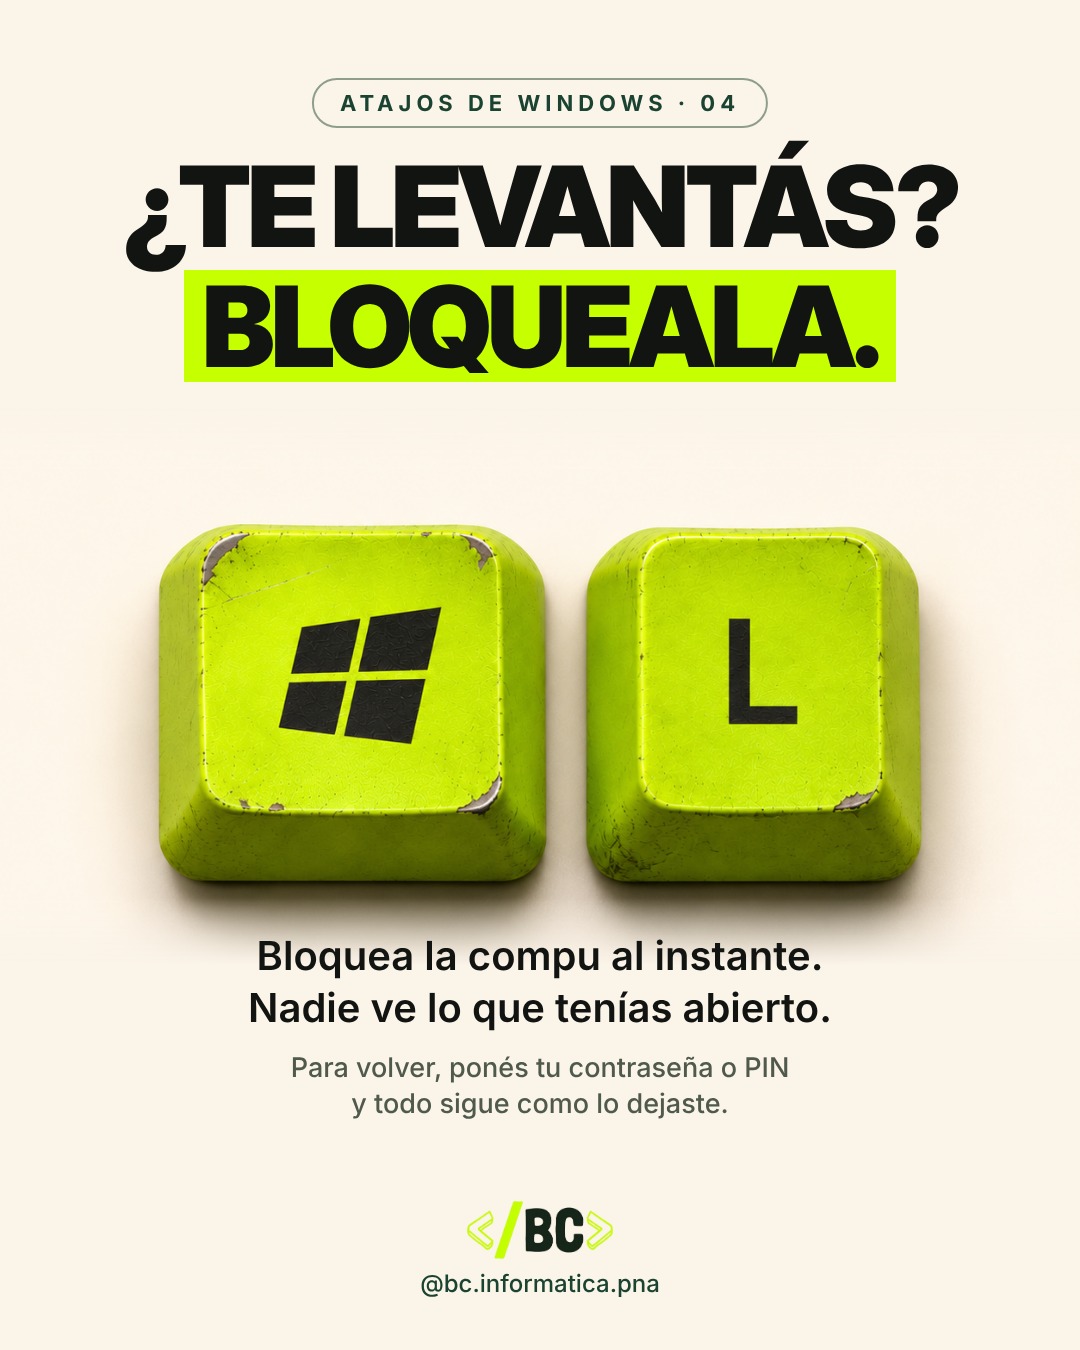 ATAJOS DE WINDOWS · 04
¿TE LEVANTÁS?
BLOQUEALA.
L
Bloquea la compu al instante.
Nadie ve lo que tenías abierto.
Para volver, ponés tu contraseña o PIN
y todo sigue como lo dejaste.
</BC>
@bc.informatica.pna